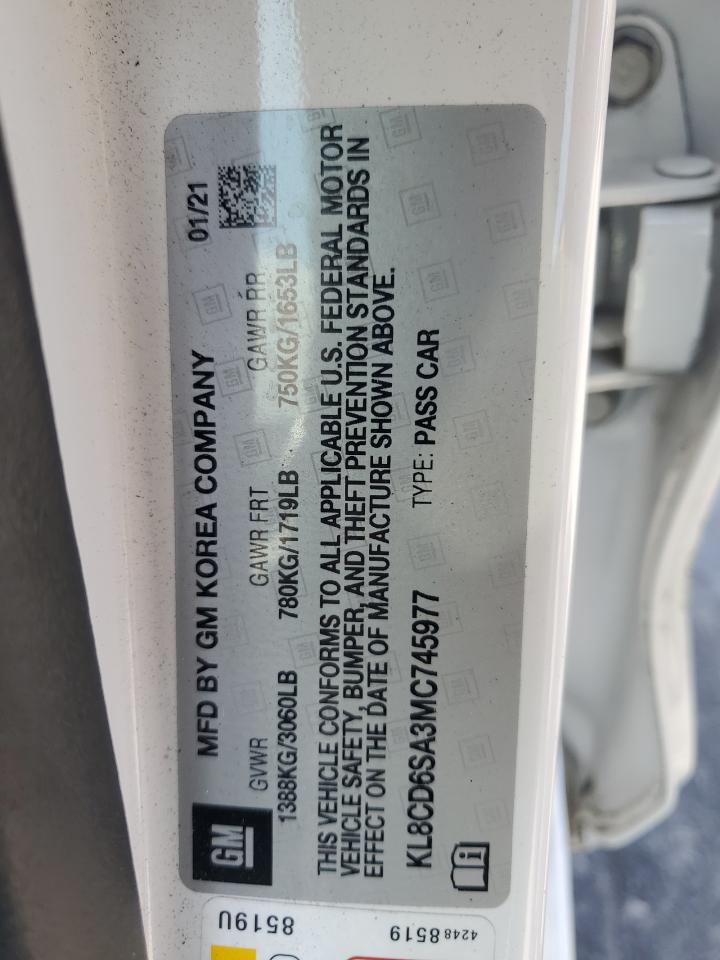 GM
MFD BY GM KOREA COMPANY 01/21
GVWR GAWR FRT GAWR RR
1388KG/3060LB 780KG/1719LB 750KG/1653LB
THIS VEHICLE CONFORMS TO ALL APPLICABLE U.S. FEDERAL MOTOR
VEHICLE SAFETY, BUMPER, AND THEFT PREVENTION STANDARDS IN
EFFECT ON THE DATE OF MANUFACTURE SHOWN ABOVE.
KL8CD6SA3MC745977 TYPE: PASS CAR
8519U
4248 8519